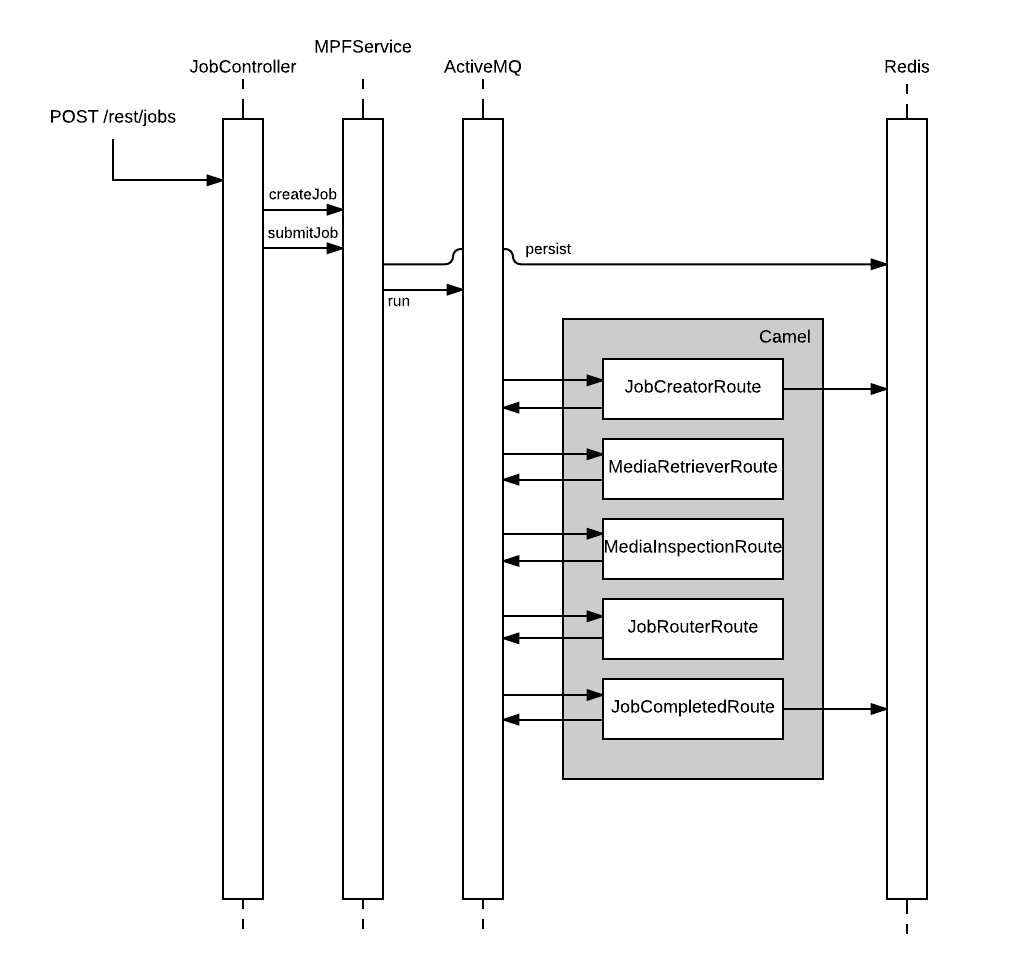 MPFService
JobController
ActiveMQ
Redis
POST /rest/jobs
createJob
submitJob
persist
run
Camel
JobCreatorRoute
MediaRetrieverRoute
MediaInspectionRoute
JobRouterRoute
JobCompletedRoute